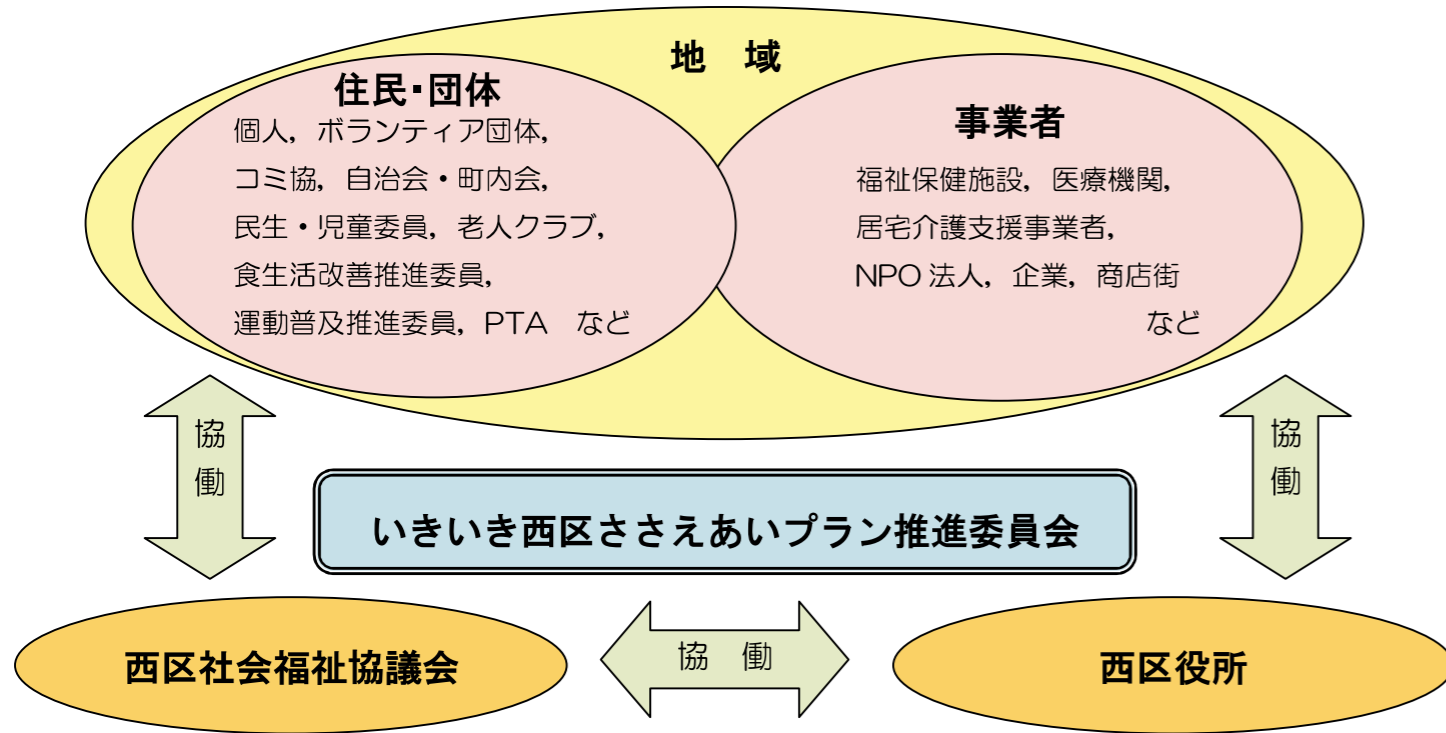 地　域
住民・団体
個人，ボランティア団体，
コミ協，自治会・町内会，
民生・児童委員，老人クラブ，
食生活改善推進委員，
運動普及推進委員，PTA　など
事業者
福祉保健施設，医療機関，
居宅介護支援事業者，
NPO 法人，企業，商店街
など
協
働
協
働
いきいき西区ささえあいプラン推進委員会
西区社会福祉協議会
協　働
西区役所